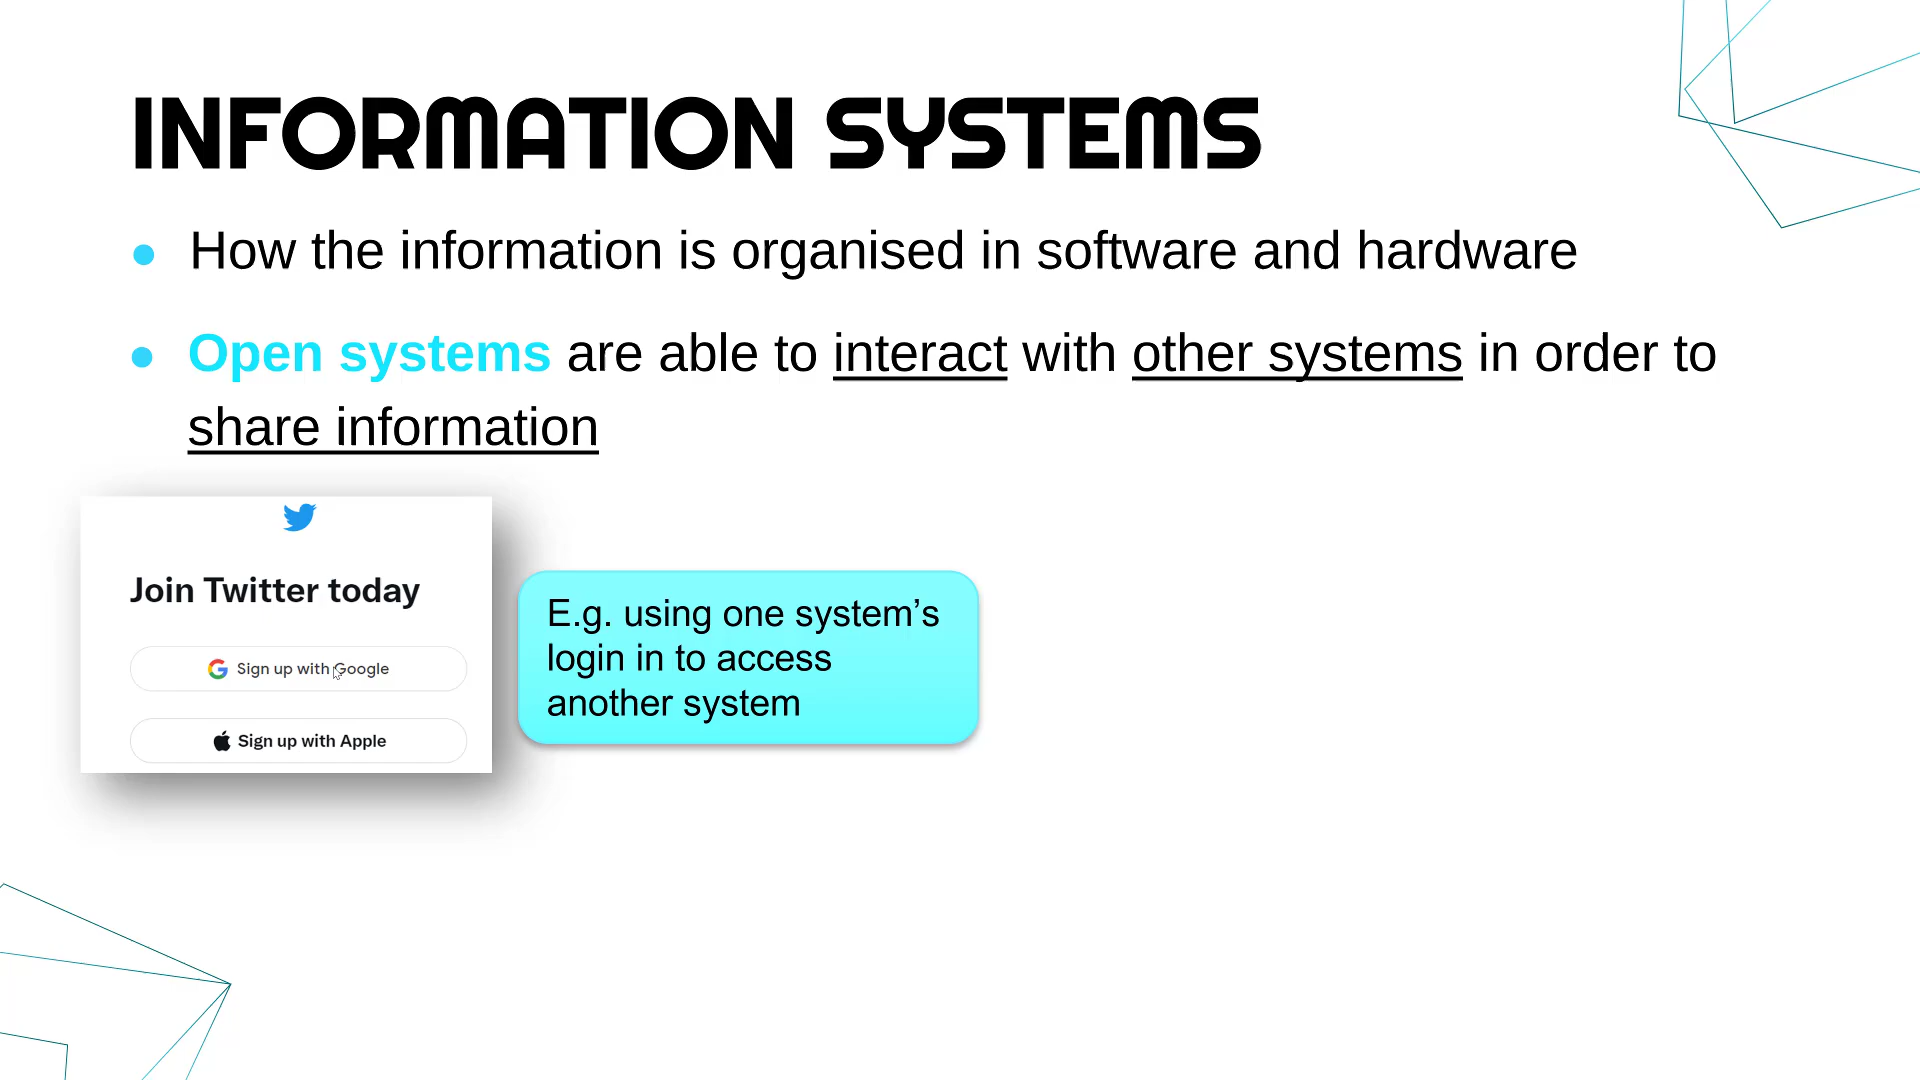 INFORMATION SYSTEMS
How the information is organised in software and hardware
Open systems are able to interact with other systems in order to
share information
Join Twitter today
Sign up with Google
Sign up with Apple
E.g. using one system’s
login in to access
another system